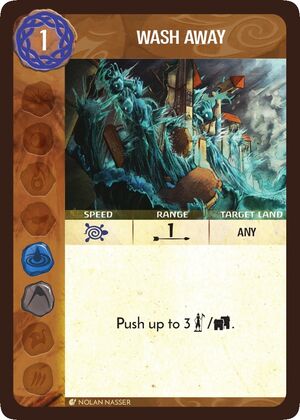 1
WASH AWAY
SPEED RANGE TARGET LAND
1 ANY
Push up to 3 / .
NOLAN NASSER